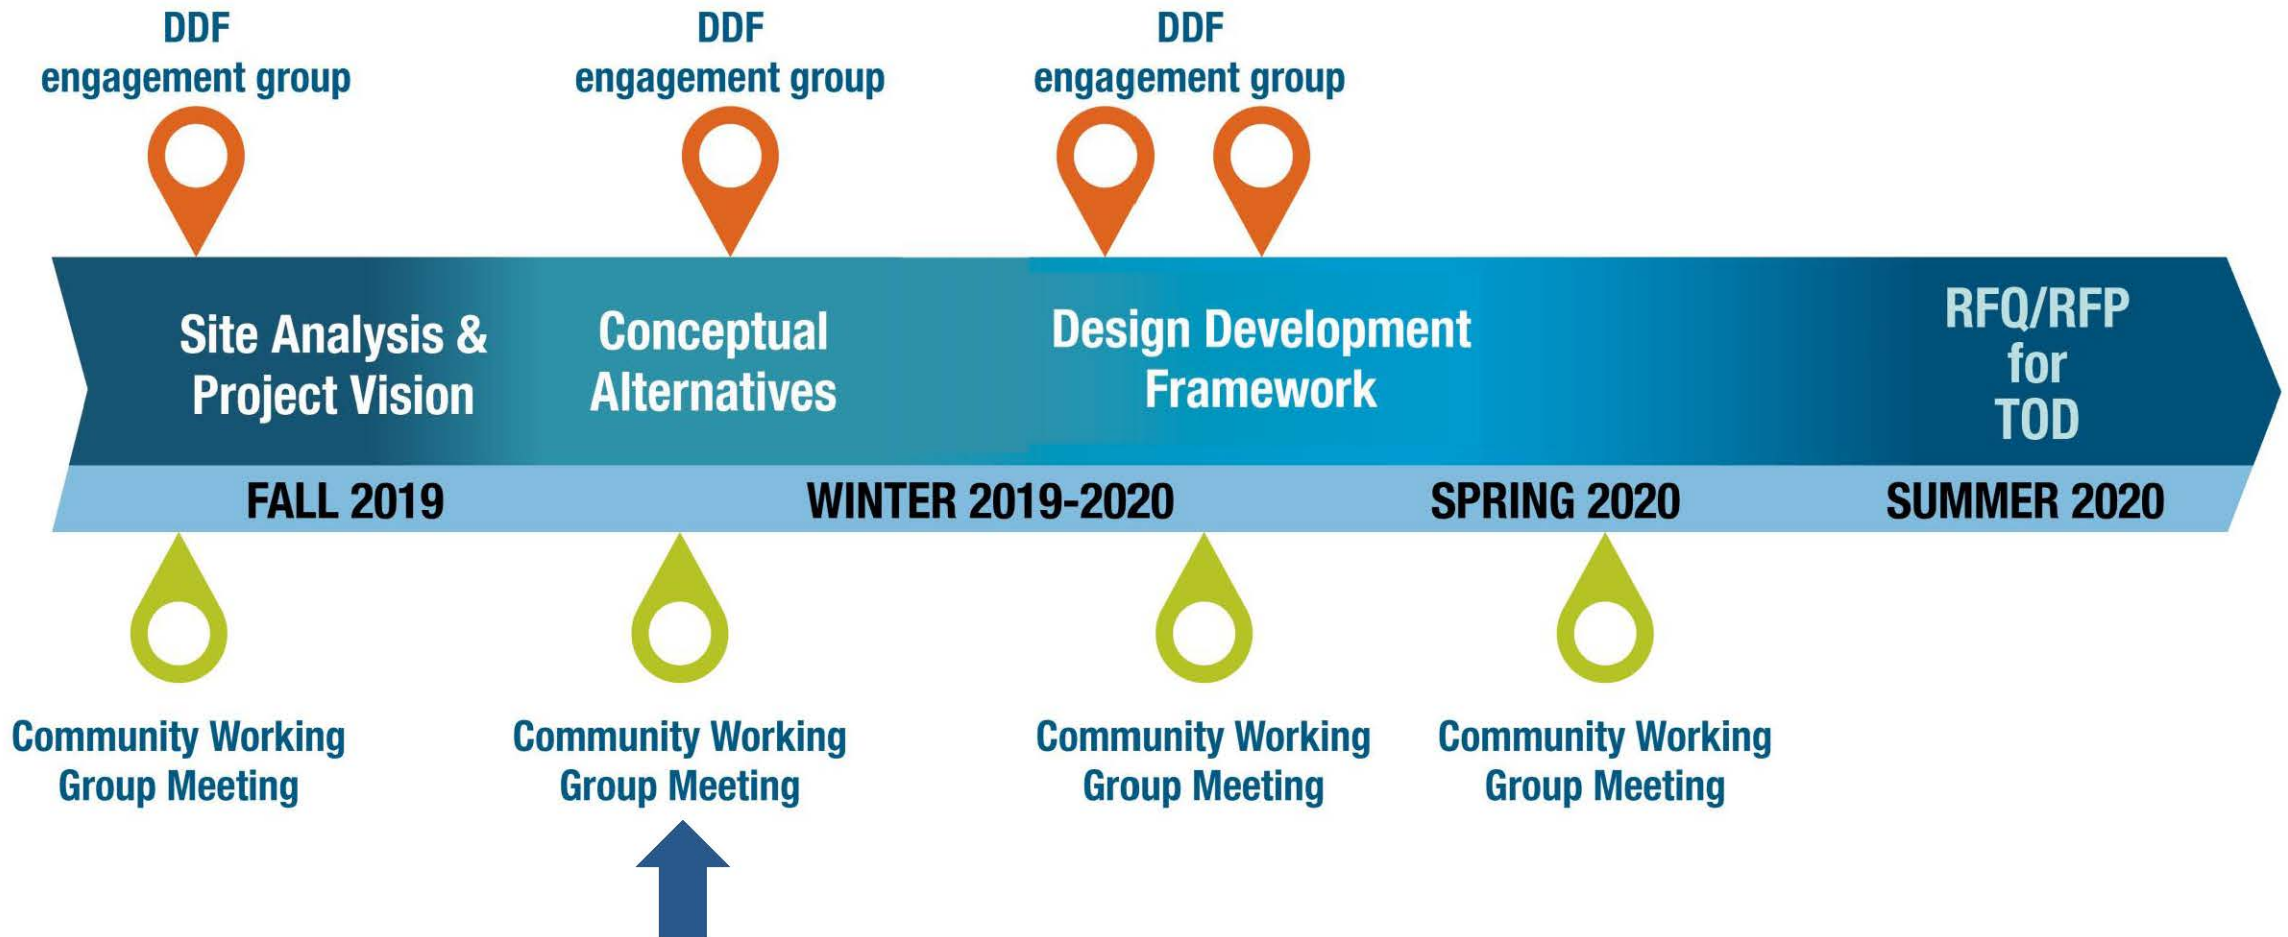 DDF
engagement group
DDF
engagement group
DDF
engagement group
Site Analysis &
Project Vision
Conceptual
Alternatives
Design Development
Framework
RFQ/RFP
for
TOD
FALL 2019
WINTER 2019-2020
SPRING 2020
SUMMER 2020
Community Working
Group Meeting
Community Working
Group Meeting
Community Working
Group Meeting
Community Working
Group Meeting